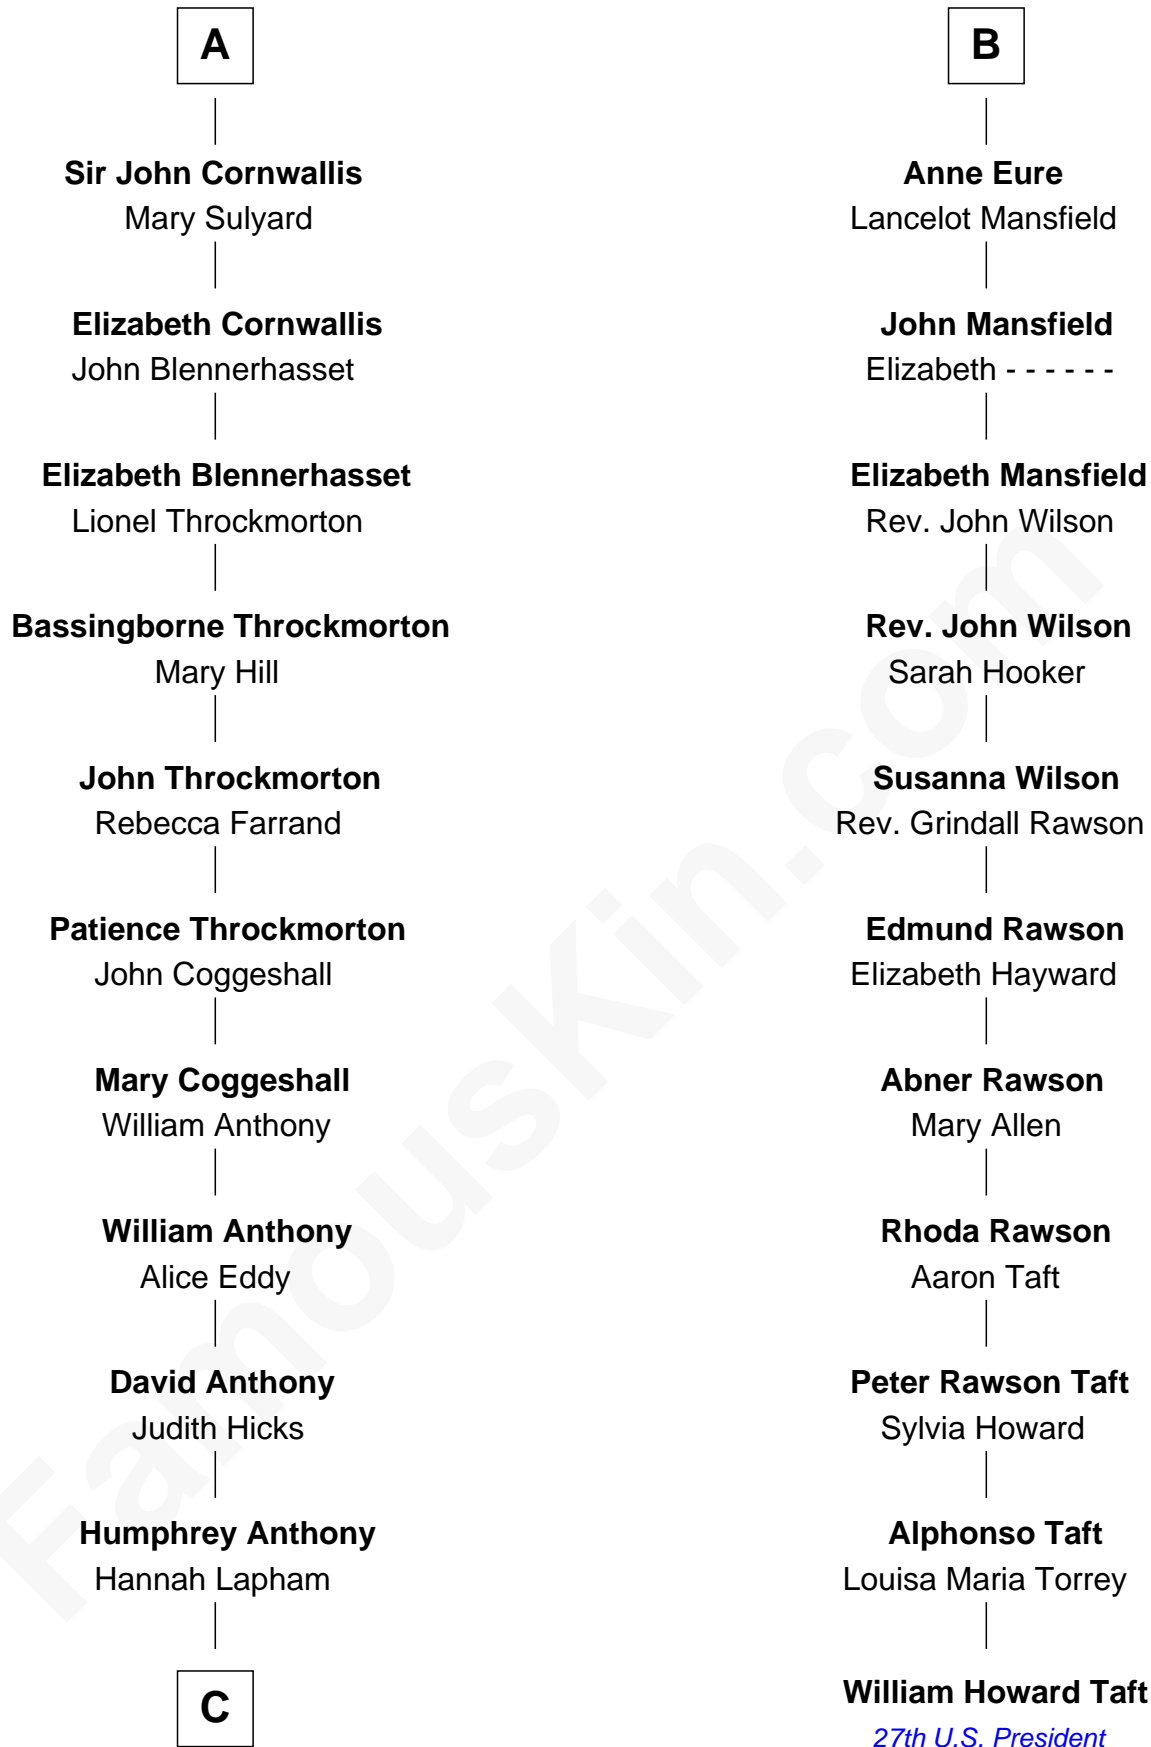 A
Sir John Cornwallis
Mary Sulyard
Elizabeth Cornwallis
John Blennerhasset
Elizabeth Blennerhasset
Lionel Throckmorton
Bassingborne Throckmorton
Mary Hill
John Throckmorton
Rebecca Farrand
Patience Throckmorton
John Coggeshall
Mary Coggeshall
William Anthony
William Anthony
Alice Eddy
David Anthony
Judith Hicks
Humphrey Anthony
Hannah Lapham
C
B
Anne Eure
Lancelot Mansfield
John Mansfield
Elizabeth - - - - - -
Elizabeth Mansfield
Rev. John Wilson
Rev. John Wilson
Sarah Hooker
Susanna Wilson
Rev. Grindall Rawson
Edmund Rawson
Elizabeth Hayward
Abner Rawson
Mary Allen
Rhoda Rawson
Aaron Taft
Peter Rawson Taft
Sylvia Howard
Alphonso Taft
Louisa Maria Torrey
William Howard Taft
27th U.S. President
FamousKin.com